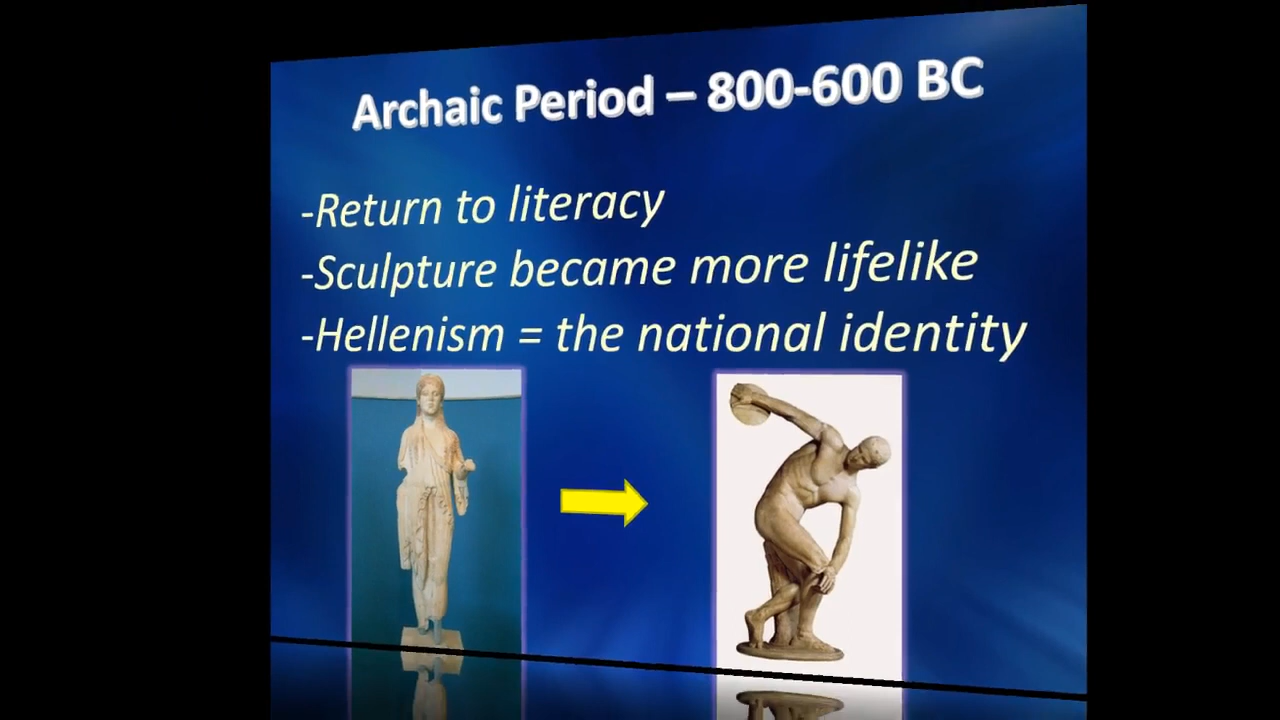 Archaic Period – 800-600 BC
-Return to literacy
-Sculpture became more lifelike
-Hellenism = the national identity